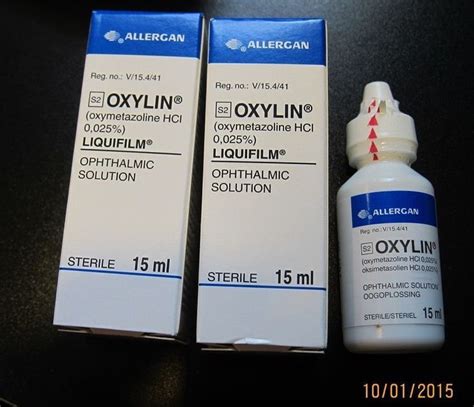 ALLERGAN
Reg. no.: V/15.4/41
S2 OXYLIN®
(oxymetazoline HCl
0,025%)
LIQUIFILM®
OPHTHALMIC
SOLUTION
STERILE 15 ml
ALLERGAN
Reg. no.: V/15.4/41
S2 OXYLIN®
(oxymetazoline HCl
0,025%)
LIQUIFILM®
OPHTHALMIC
SOLUTION
STERILE 15 ml
ALLERGAN
Reg. no.: V/15.4/41
S2 OXYLIN®
(oxymetazoline HCl 0,025%
oksimetasolien HCl 0,025%)
OPHTHALMIC SOLUTION
OOGOPLOSSING
STERILE/STERIEL 15 ml
10/01/2015